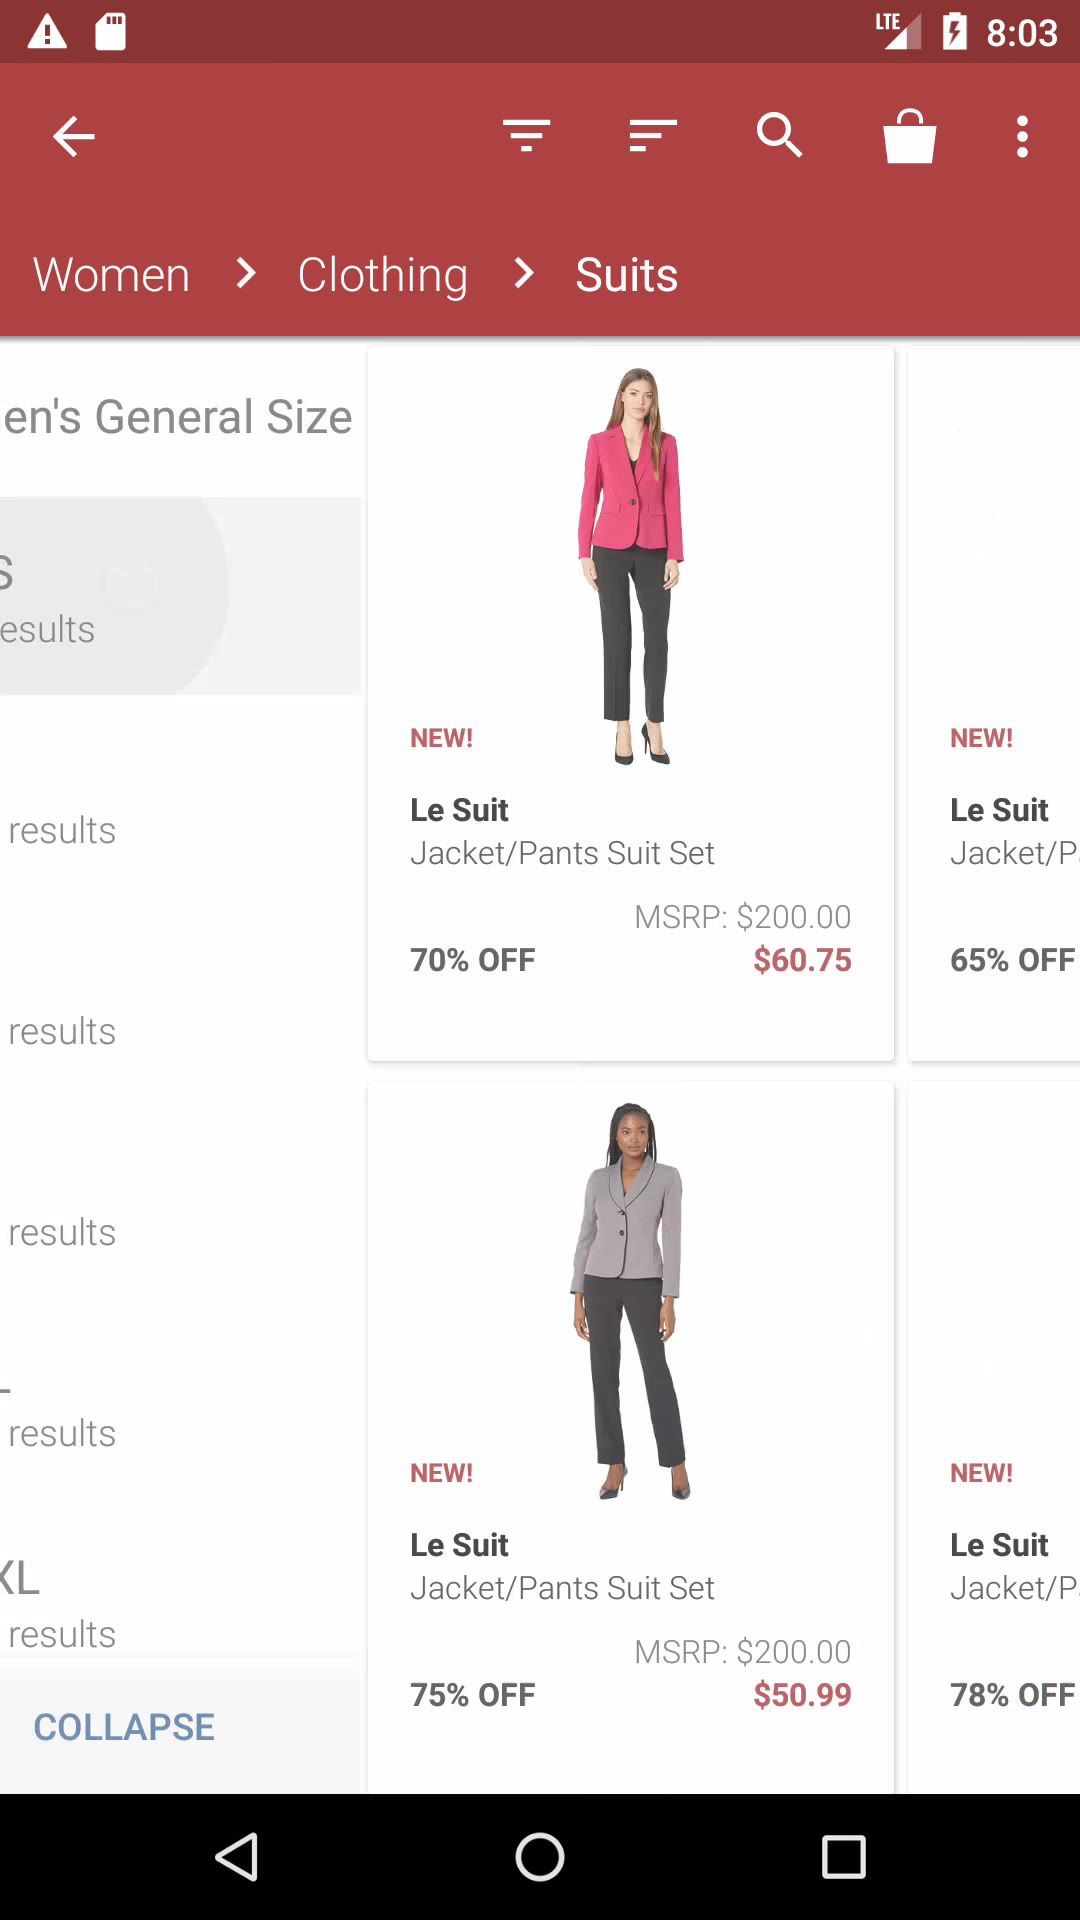 LTE 8:03
Women > Clothing > Suits
en's General Size
S
esults
results
results
results
results
XL
results
COLLAPSE
NEW!
Le Suit
Jacket/Pants Suit Set
MSRP: $200.00
70% OFF $60.75
NEW!
Le Suit
Jacket/P
65% OFF
NEW!
Le Suit
Jacket/Pants Suit Set
MSRP: $200.00
75% OFF $50.99
NEW!
Le Suit
Jacket/P
78% OFF